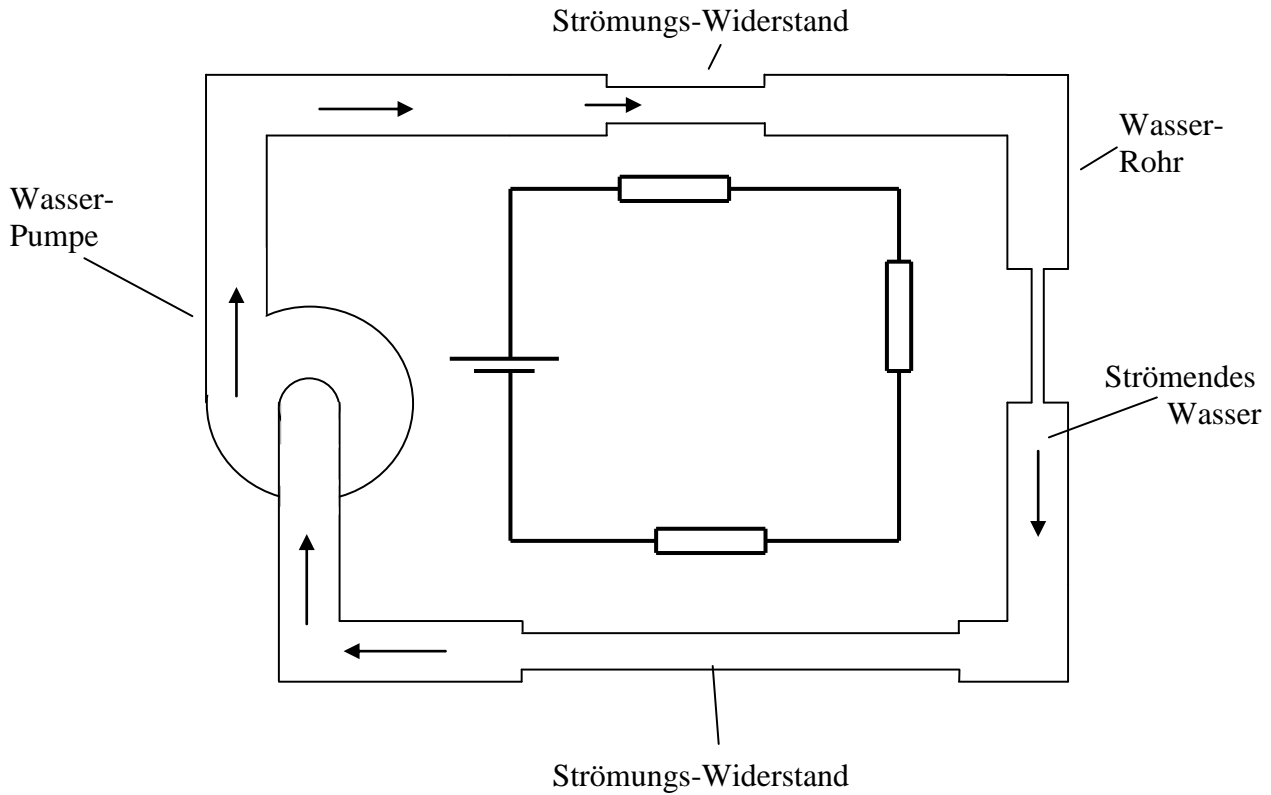 Strömungs-Widerstand
Wasser-
Rohr
Wasser-
Pumpe
Strömendes
Wasser
Strömungs-Widerstand